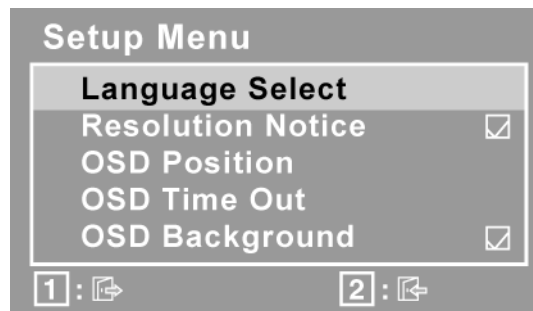 Setup Menu
Language Select
Resolution Notice
OSD Position
OSD Time Out
OSD Background
1 : 2 :